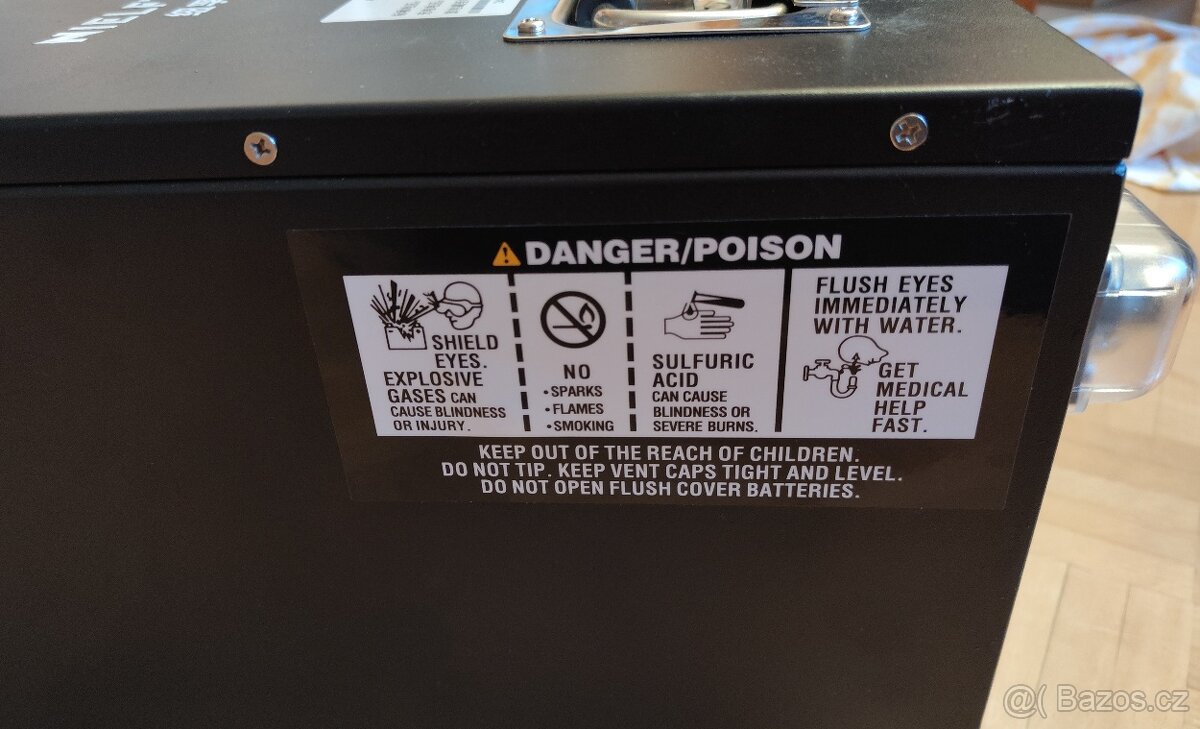 DANGER/POISON
SHIELD
EYES.
EXPLOSIVE
GASES CAN
CAUSE BLINDNESS
OR INJURY.
NO
• SPARKS
• FLAMES
• SMOKING
SULFURIC
ACID
CAN CAUSE
BLINDNESS OR
SEVERE BURNS.
FLUSH EYES
IMMEDIATELY
WITH WATER.
GET
MEDICAL
HELP
FAST.
KEEP OUT OF THE REACH OF CHILDREN.
DO NOT TIP. KEEP VENT CAPS TIGHT AND LEVEL.
DO NOT OPEN FLUSH COVER BATTERIES.
@( Bazos.cz